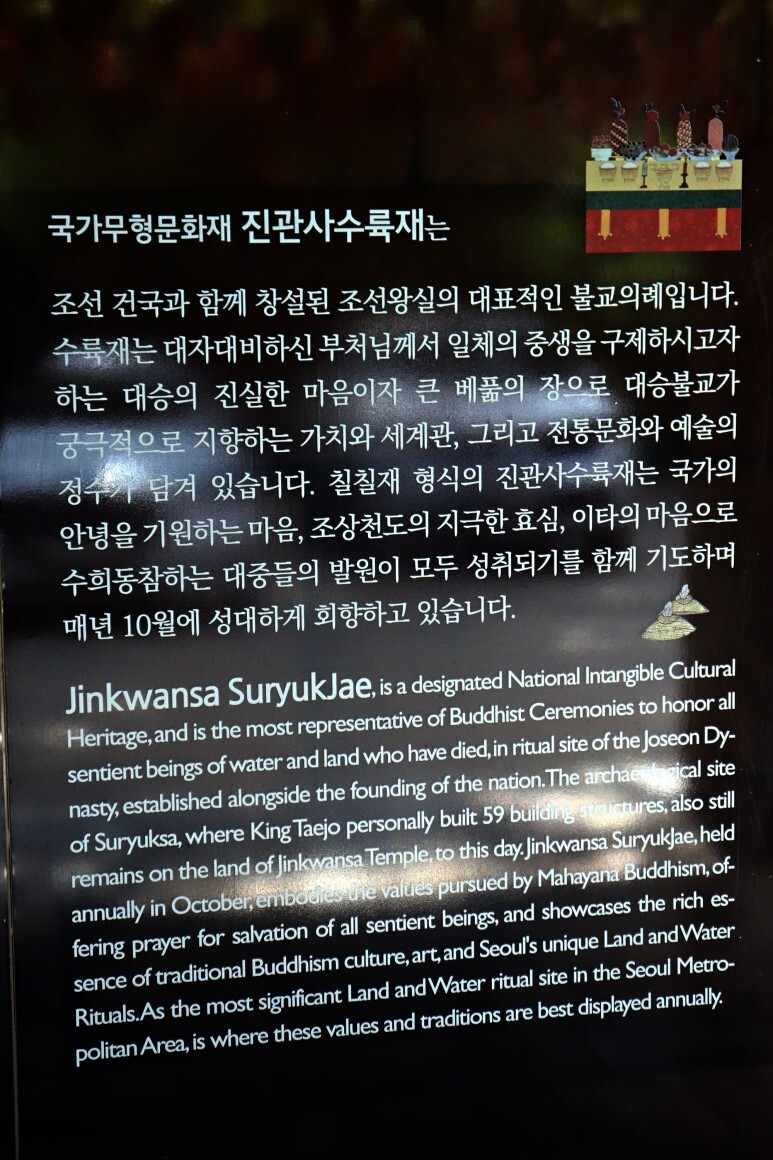 국가무형문화재 진관사수륙재는
조선 건국과 함께 창설된 조선왕실의 대표적인 불교의례입니다.
수륙재는 대자대비하신 부처님께서 일체의 중생을 구제하시고자
하는 대승의 진실한 마음이자 큰 베풂의 장으로 대승불교가
궁극적으로 지향하는 가치와 세계관, 그리고 전통문화와 예술의
정수가 담겨 있습니다. 칠칠재 형식의 진관사수륙재는 국가의
안녕을 기원하는 마음, 조상천도의 지극한 효심, 이타의 마음으로
수희동참하는 대중들의 발원이 모두 성취되기를 함께 기도하며
매년 10월에 성대하게 회향하고 있습니다.
Jinkwansa SuryukJae, is a designated National Intangible Cultural
Heritage, and is the most representative of Buddhist Ceremonies to honor all
sentient beings of water and land who have died, in ritual site of the Joseon Dy-
nasty, established alongside the founding of the nation. The archaeological site
of Suryuksa, where King Taejo personally built 59 building structures, also still
remains on the land of Jinkwansa Temple, to this day. Jinkwansa SuryukJae, held
annually in October, embodies the values pursued by Mahayana Buddhism, of-
fering prayer for salvation of all sentient beings, and showcases the rich es-
sence of traditional Buddhism culture, art, and Seoul's unique Land and Water
Rituals. As the most significant Land and Water ritual site in the Seoul Metro-
politan Area, is where these values and traditions are best displayed annually.